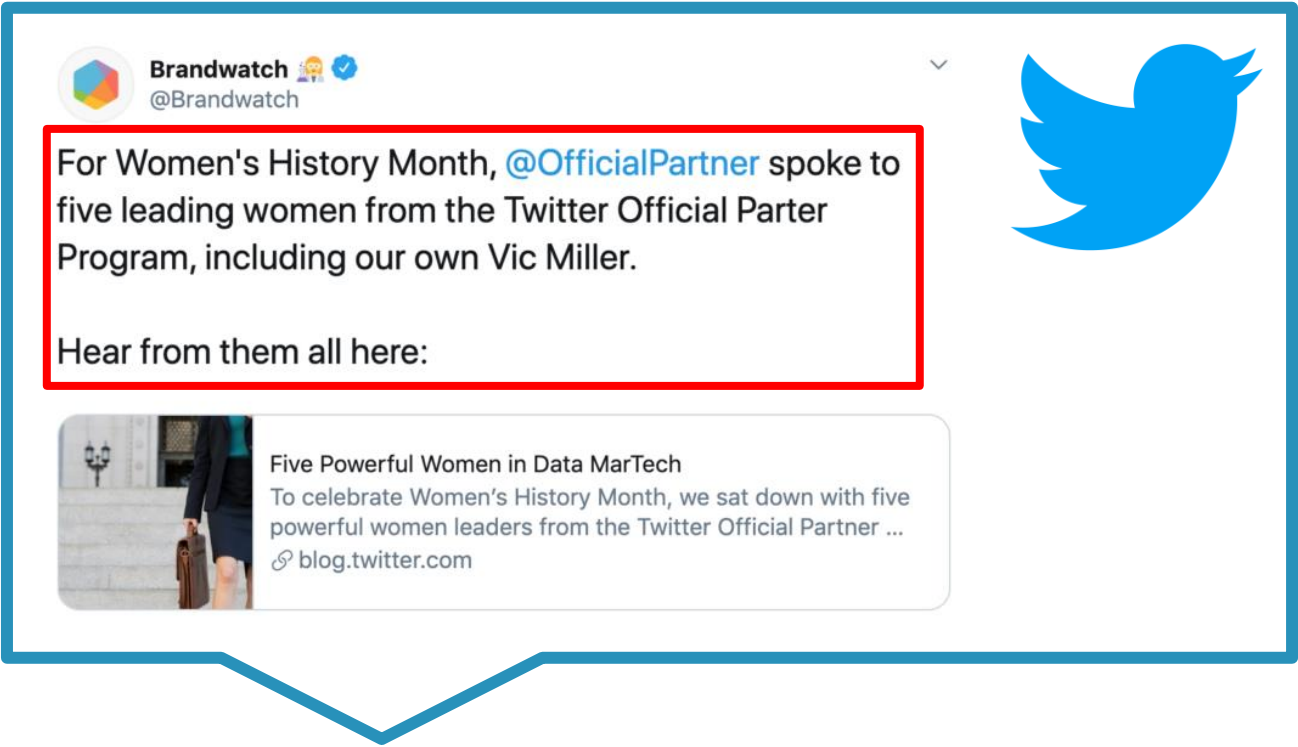 Brandwatch
@Brandwatch
For Women's History Month, @OfficialPartner spoke to
five leading women from the Twitter Official Parter
Program, including our own Vic Miller.
Hear from them all here:
Five Powerful Women in Data MarTech
To celebrate Women’s History Month, we sat down with five
powerful women leaders from the Twitter Official Partner ...
blog.twitter.com